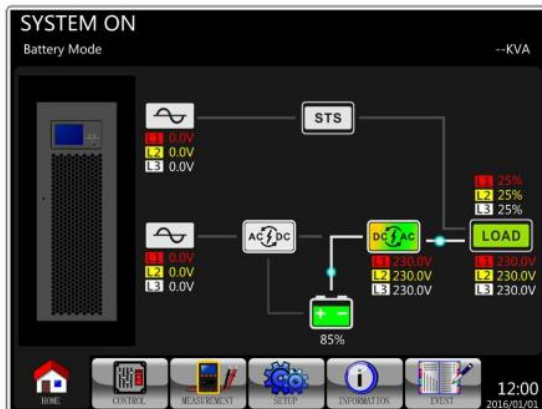 SYSTEM ON
Battery Mode
--KVA
STS
L1 0.0V
L2 0.0V
L3 0.0V
L1 25%
L2 25%
L3 25%
AC DC
DC AC
LOAD
L1 0.0V
L2 0.0V
L3 0.0V
L1 230.0V
L2 230.0V
L3 230.0V
L1 230.0V
L2 230.0V
L3 230.0V
85%
HOME
CONTROL
MEASUREMENT
SETUP
INFORMATION
EVENT
12:00
2016/01/01